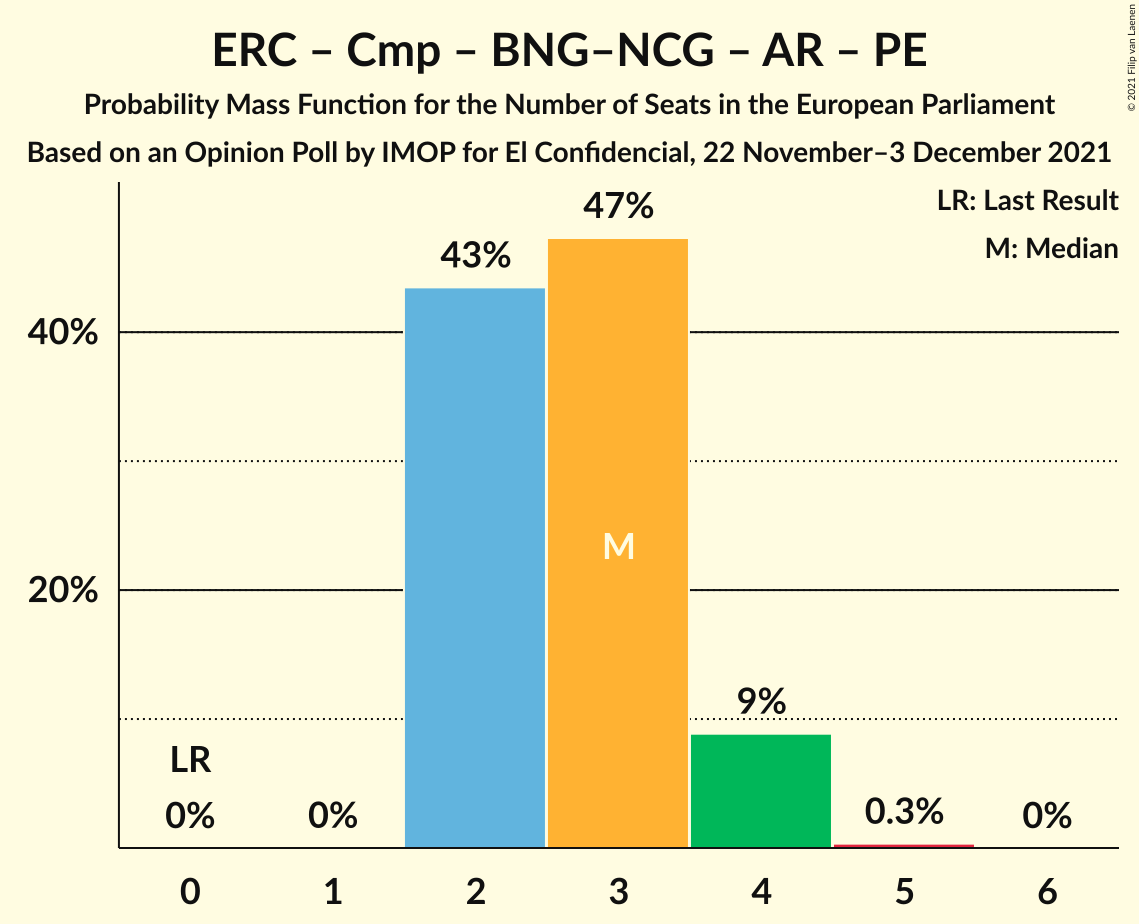 ERC – Cmp – BNG–NCG – AR – PE
Probability Mass Function for the Number of Seats in the European Parliament
Based on an Opinion Poll by IMOP for El Confidencial, 22 November–3 December 2021
© 2021 Filip van Laenen
LR: Last Result
M: Median
47%
43%
40%
M
20%
9%
LR
0%
0%
0.3%
0%
0
1
2
3
4
5
6